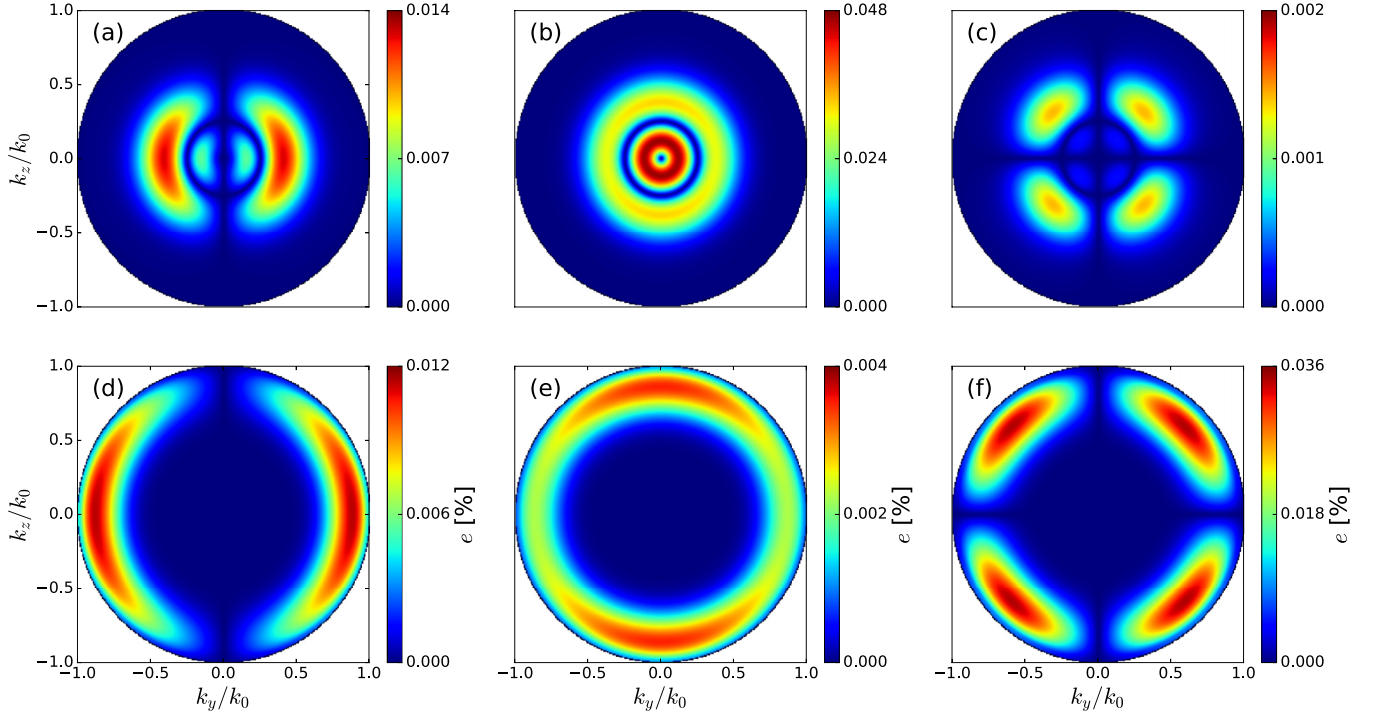 (a)
1.0
0.5
0.0
−0.5
−1.0
k_z/k_0
0.014
0.007
0.000
(b)
0.048
0.024
0.000
(c)
0.002
0.001
0.000
(d)
1.0
0.5
0.0
−0.5
−1.0
k_z/k_0
−1.0 −0.5 0.0 0.5 1.0
k_y/k_0
0.012
0.006
0.000
e [%]
(e)
−1.0 −0.5 0.0 0.5 1.0
k_y/k_0
0.004
0.002
0.000
e [%]
(f)
−1.0 −0.5 0.0 0.5 1.0
k_y/k_0
0.036
0.018
0.000
e [%]